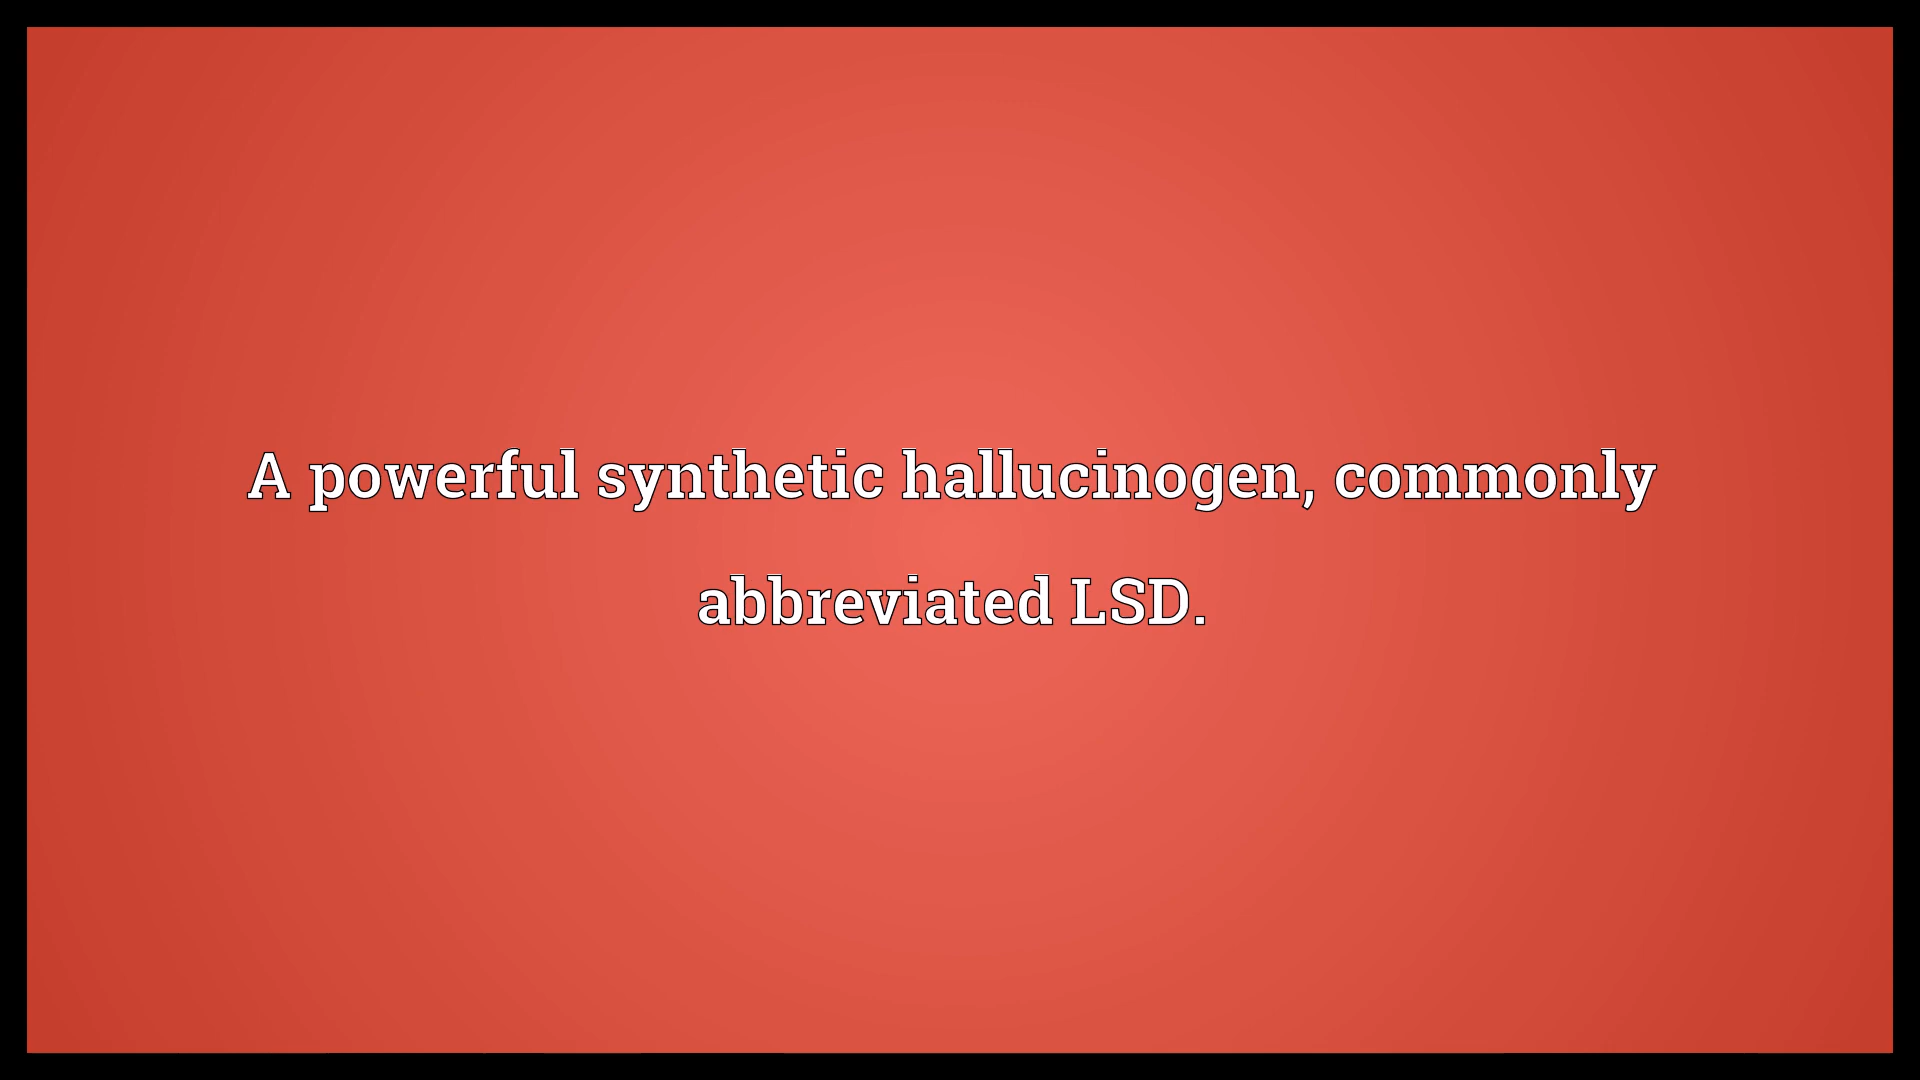 A powerful synthetic hallucinogen, commonly
abbreviated LSD.